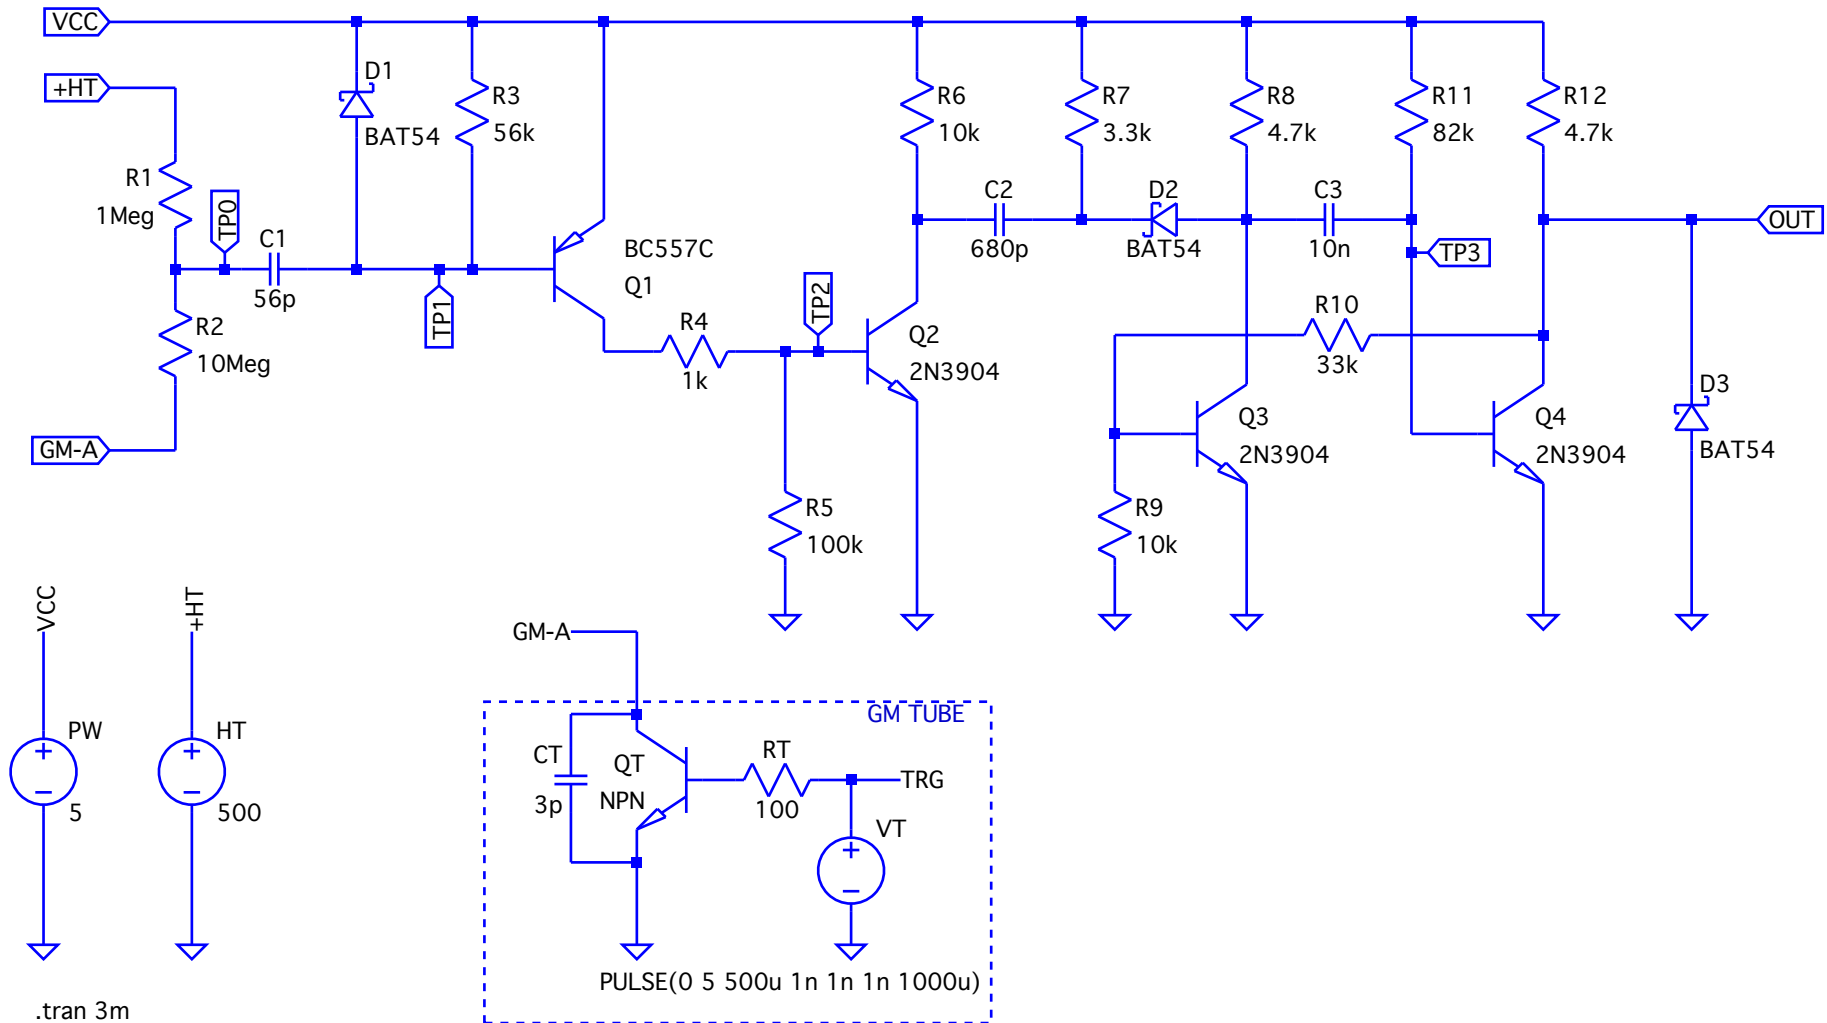 VCC
+HT
D1
BAT54
R3
56k
R6
10k
R7
3.3k
R8
4.7k
R11
82k
R12
4.7k
R1
1Meg
TP0
C1
56p
C2
680p
D2
BAT54
C3
10n
OUT
TP3
BC557C
Q1
TP1
R2
10Meg
R4
1k
TP2
Q2
2N3904
R10
33k
GM-A
Q3
2N3904
Q4
2N3904
D3
BAT54
R5
100k
R9
10k
VCC
+HT
PW
5
HT
500
GM-A
GM TUBE
CT
3p
QT
NPN
RT
100
TRG
VT
PULSE(0 5 500u 1n 1n 1n 1000u)
.tran 3m